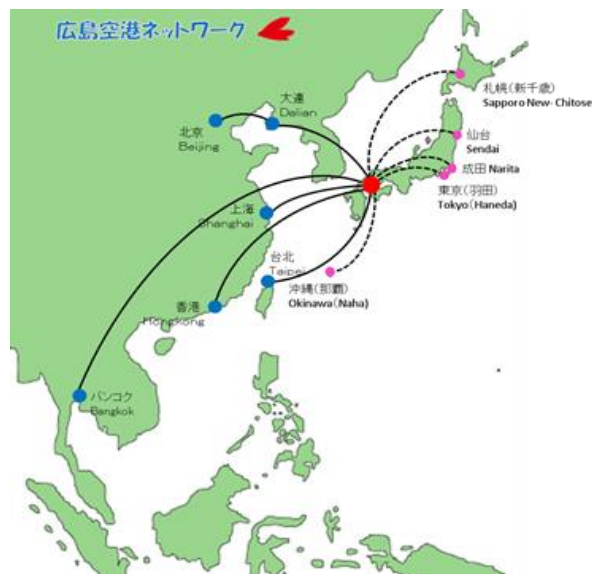 広島空港ネットワーク
札幌(新千歳)
Sapporo New-Chitose
大連
Dalian
北京
Beijing
仙台
Sendai
成田 Narita
東京(羽田)
Tokyo(Haneda)
上海
Shanghai
台北
Taipei
沖縄(那覇)
Okinawa(Naha)
香港
Hongkong
バンコク
Bangkok